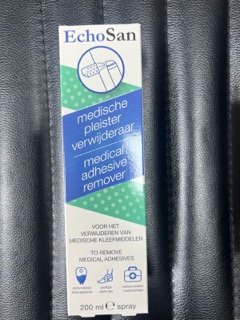 EchoSan
medische
pleister
verwijderaar
medical
adhesive
remover
VOOR HET
VERWIJDEREN VAN
MEDISCHE KLEEFMIDDELEN
TO REMOVE
MEDICAL ADHESIVES
200 ml ℮ spray